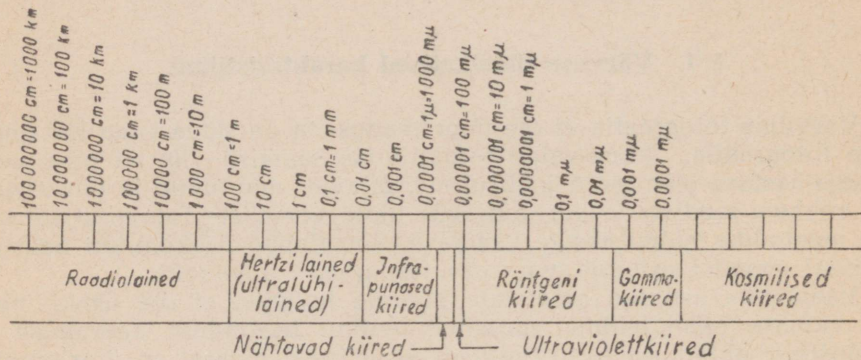 100 000 000 cm=1000 km
10 000 000 cm = 100 km
1 000 000 cm = 10 km
100 000 cm = 1 km
10 000 cm =100 m
1 000 cm =10 m
100 cm =1 m
10 cm
1 cm
0,1 cm=1 mm
0,01 cm
0,001 cm
0,0001 cm=1μ=1000 mμ
0,00001 cm=100 mμ
0,000001 cm=10 mμ
0,0000001 cm=1 mμ
0,1 mμ
0,01 mμ
0,001 mμ
0,0001 mμ
Raadiolained
Hertzi lained
(ultralühi-
lained)
Infra-
punased
kiired
Röntgeni
kiired
Gamma-
kiired
Kosmilised
kiired
Nähtavad kiired
Ultraviolettkiired